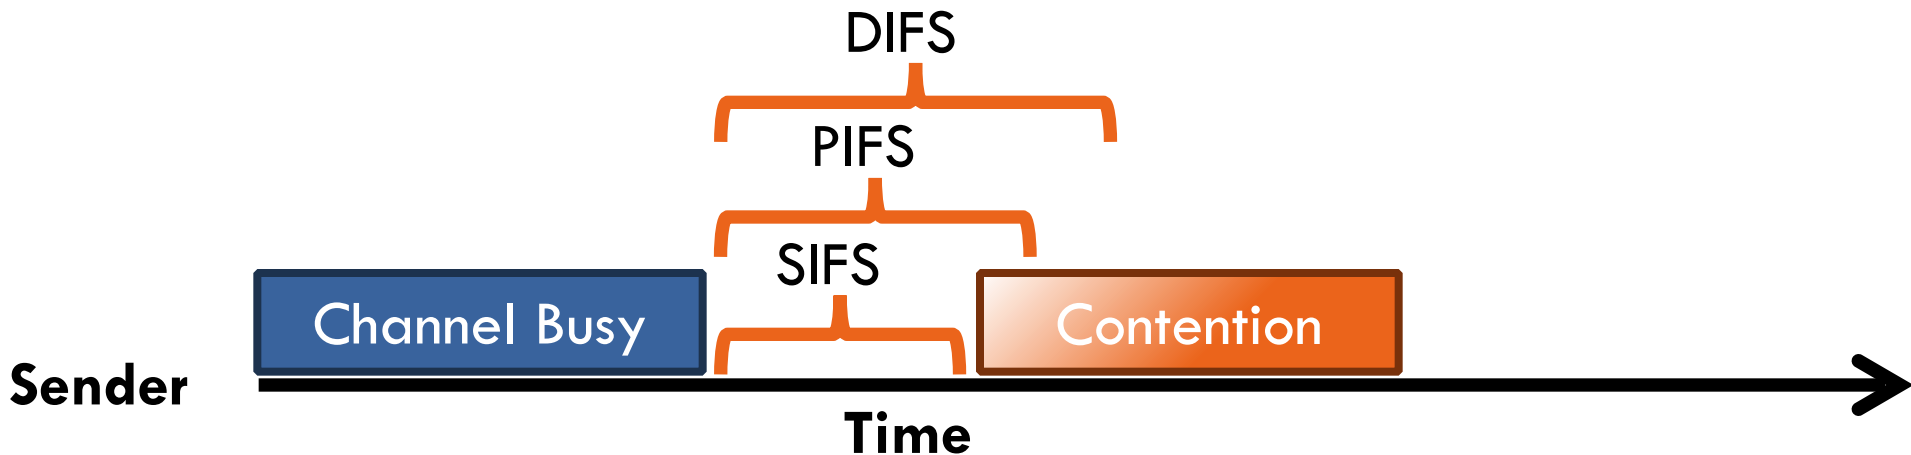 DIFS
PIFS
SIFS
Channel Busy
Contention
Sender
Time